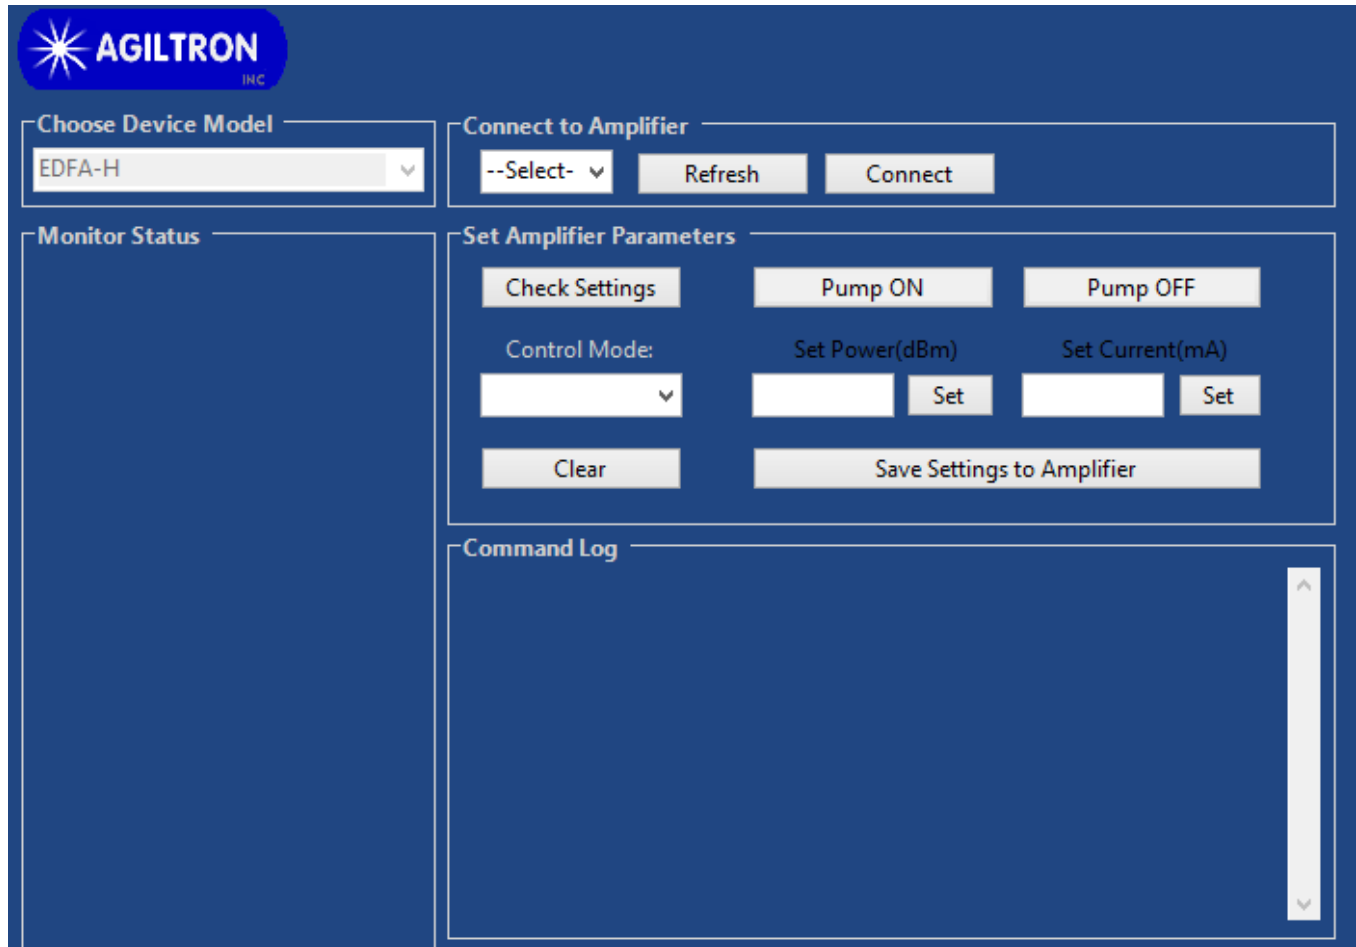 AGILTRON
INC
Choose Device Model
EDFA-H
Connect to Amplifier
--Select-
Refresh
Connect
Monitor Status
Set Amplifier Parameters
Check Settings
Pump ON
Pump OFF
Control Mode:
Set Power(dBm)
Set Current(mA)
Set
Set
Clear
Save Settings to Amplifier
Command Log